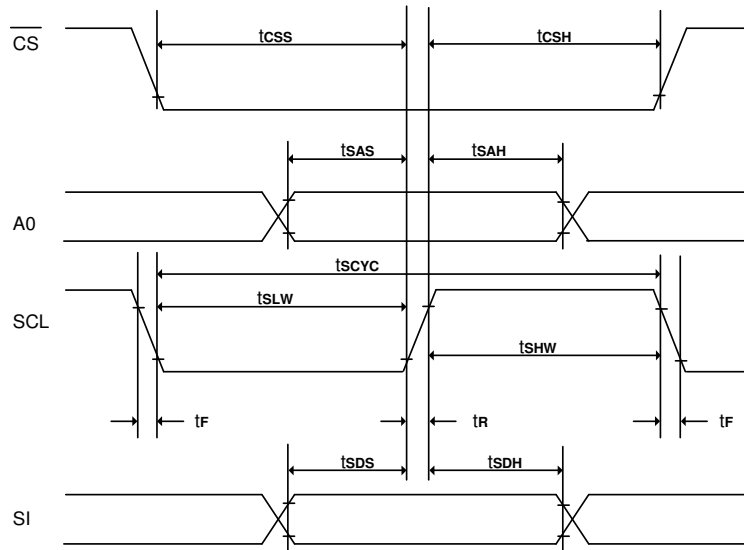 CS tCSS tCSH
tSAS tSAH
A0
tSCYC
tSLW
SCL
tSHW
tF tR tF
tSDS tSDH
SI